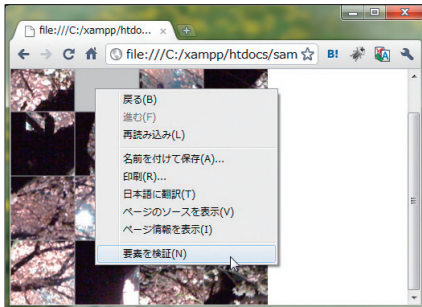 file:///C:/xampp/htdo...
file:///C:/xampp/htdocs/sam
B!
戻る(B)
進む(F)
再読み込み(L)
名前を付けて保存(A)...
印刷(R)...
日本語に翻訳(T)
ページのソースを表示(V)
ページ情報を表示(I)
要素を検証(N)